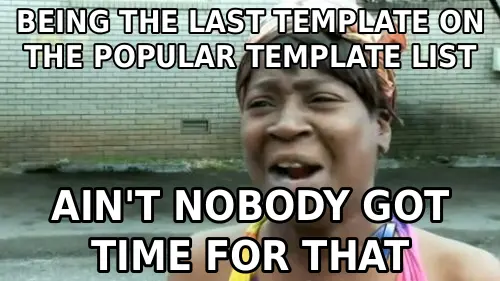 BEING THE LAST TEMPLATE ON
THE POPULAR TEMPLATE LIST
AIN'T NOBODY GOT
TIME FOR THAT